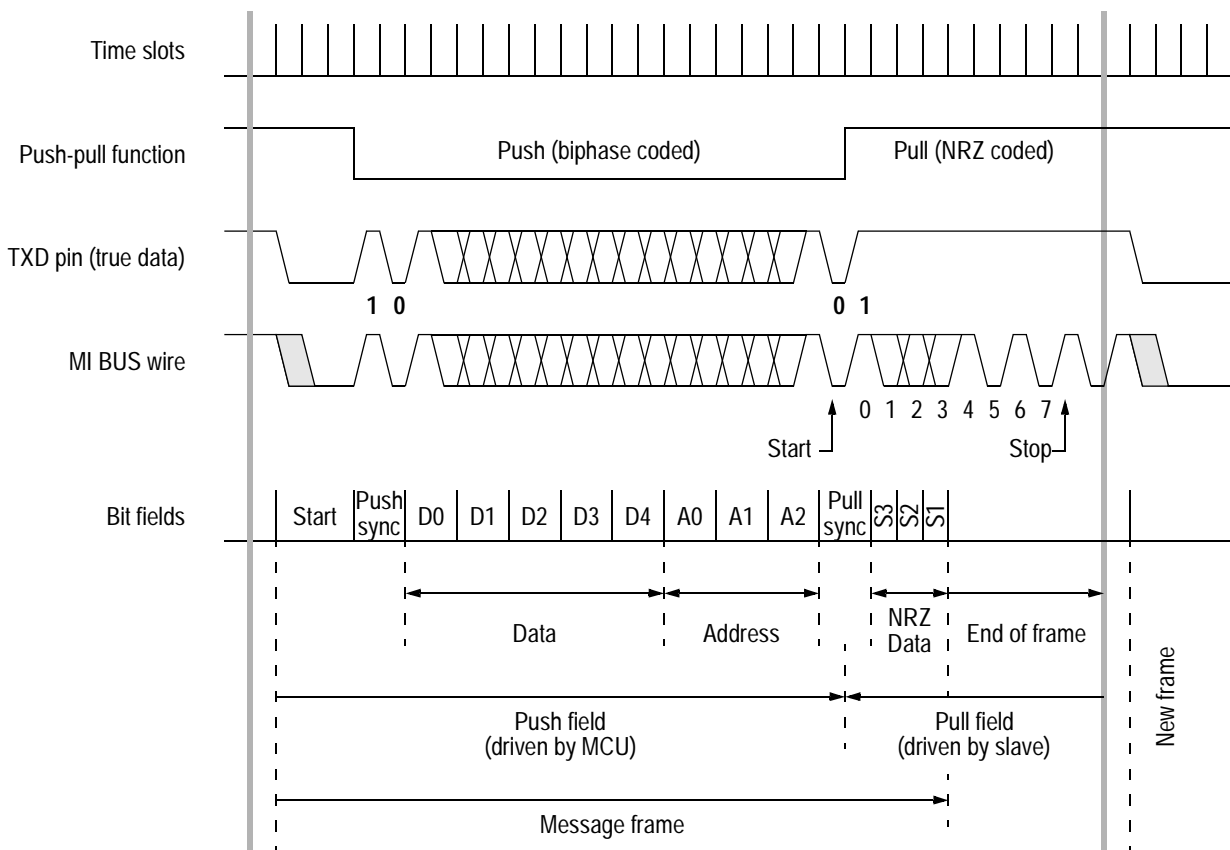 Time slots
Push-pull function
Push (biphase coded)
Pull (NRZ coded)
TXD pin (true data)
1 0
0 1
MI BUS wire
0 1 2 3 4 5 6 7
Start
Stop
Bit fields
Start
Push
sync
D0
D1
D2
D3
D4
A0
A1
A2
Pull
sync
S3
S2
S1
Data
Address
NRZ
Data
End of frame
Push field
(driven by MCU)
Pull field
(driven by slave)
New frame
Message frame